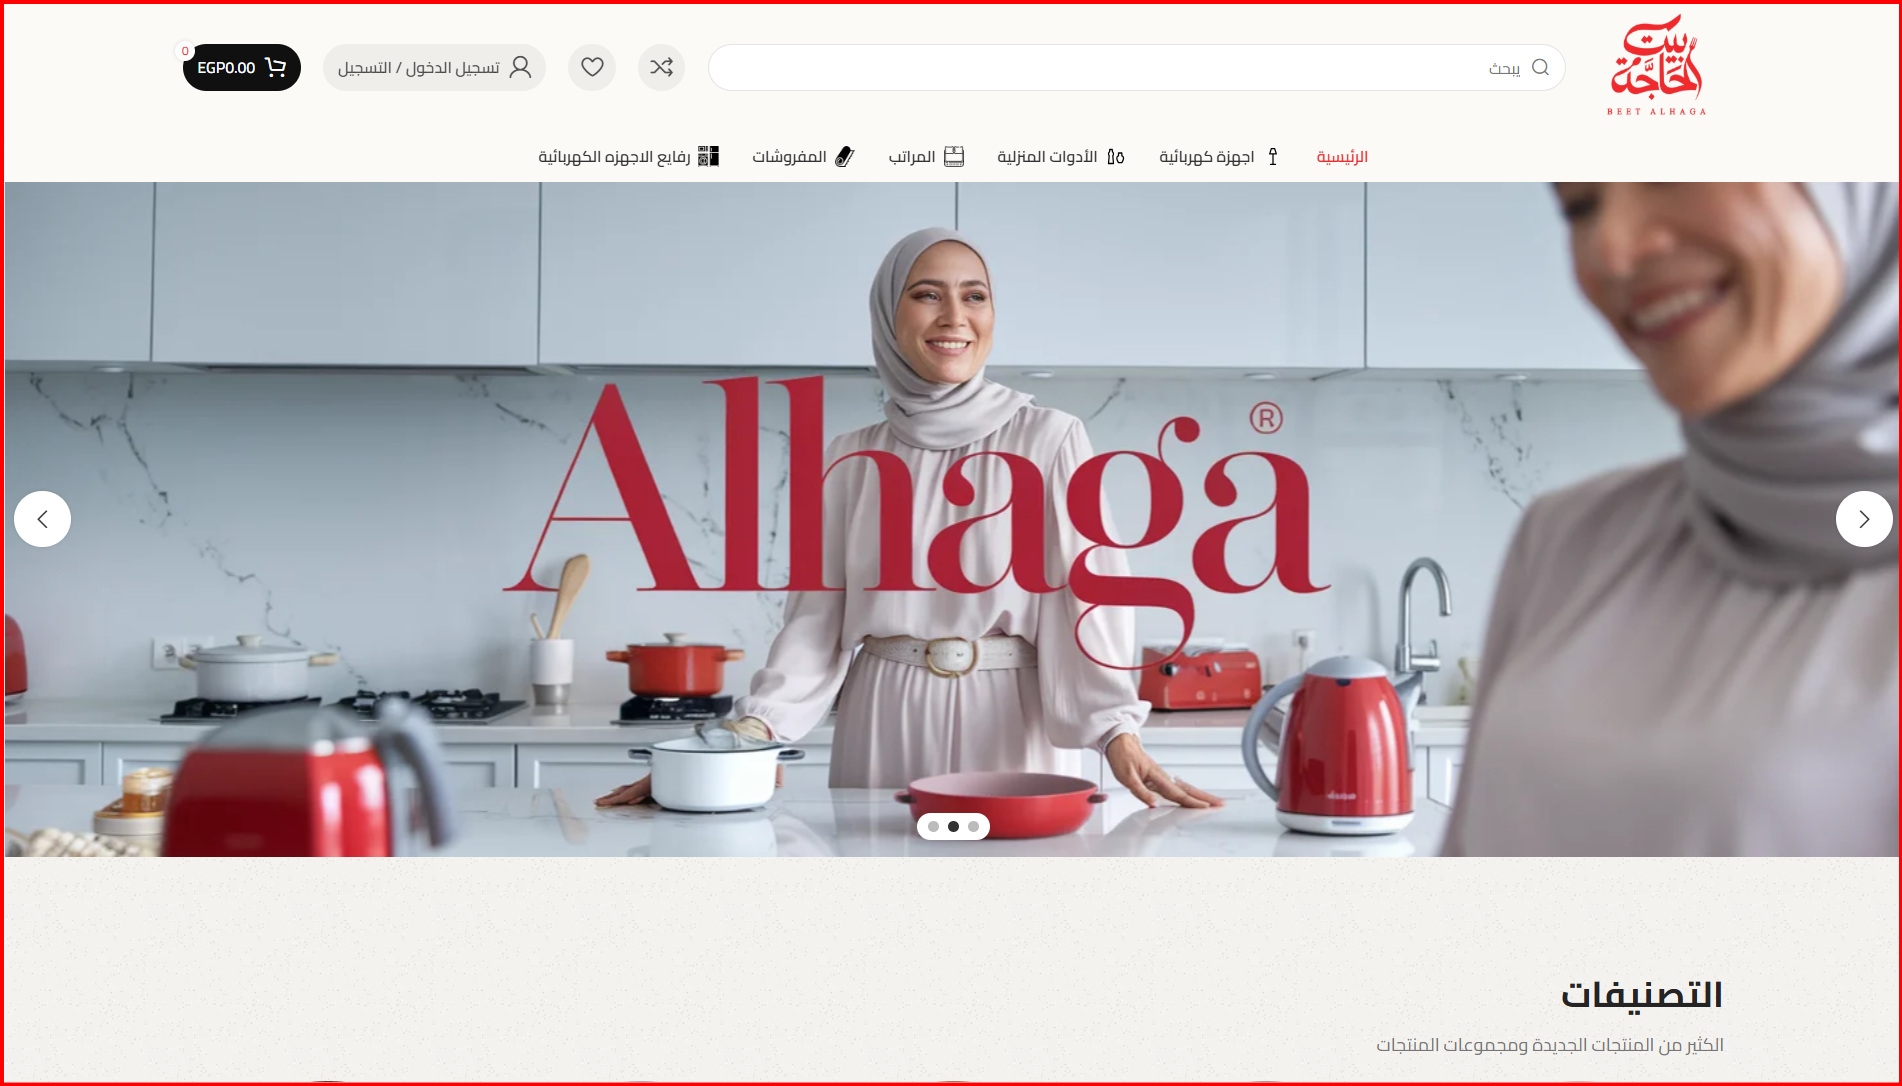 بيت الحاجة
BEET ALHAGA
يبحث
تسجيل الدخول / التسجيل
EGP0.00
0
الرئيسية
اجهزة كهربائية
الأدوات المنزلية
المراتب
المفروشات
رفايع الاجهزه الكهربائية
Alhaga®
التصنيفات
الكثير من المنتجات الجديدة ومجموعات المنتجات